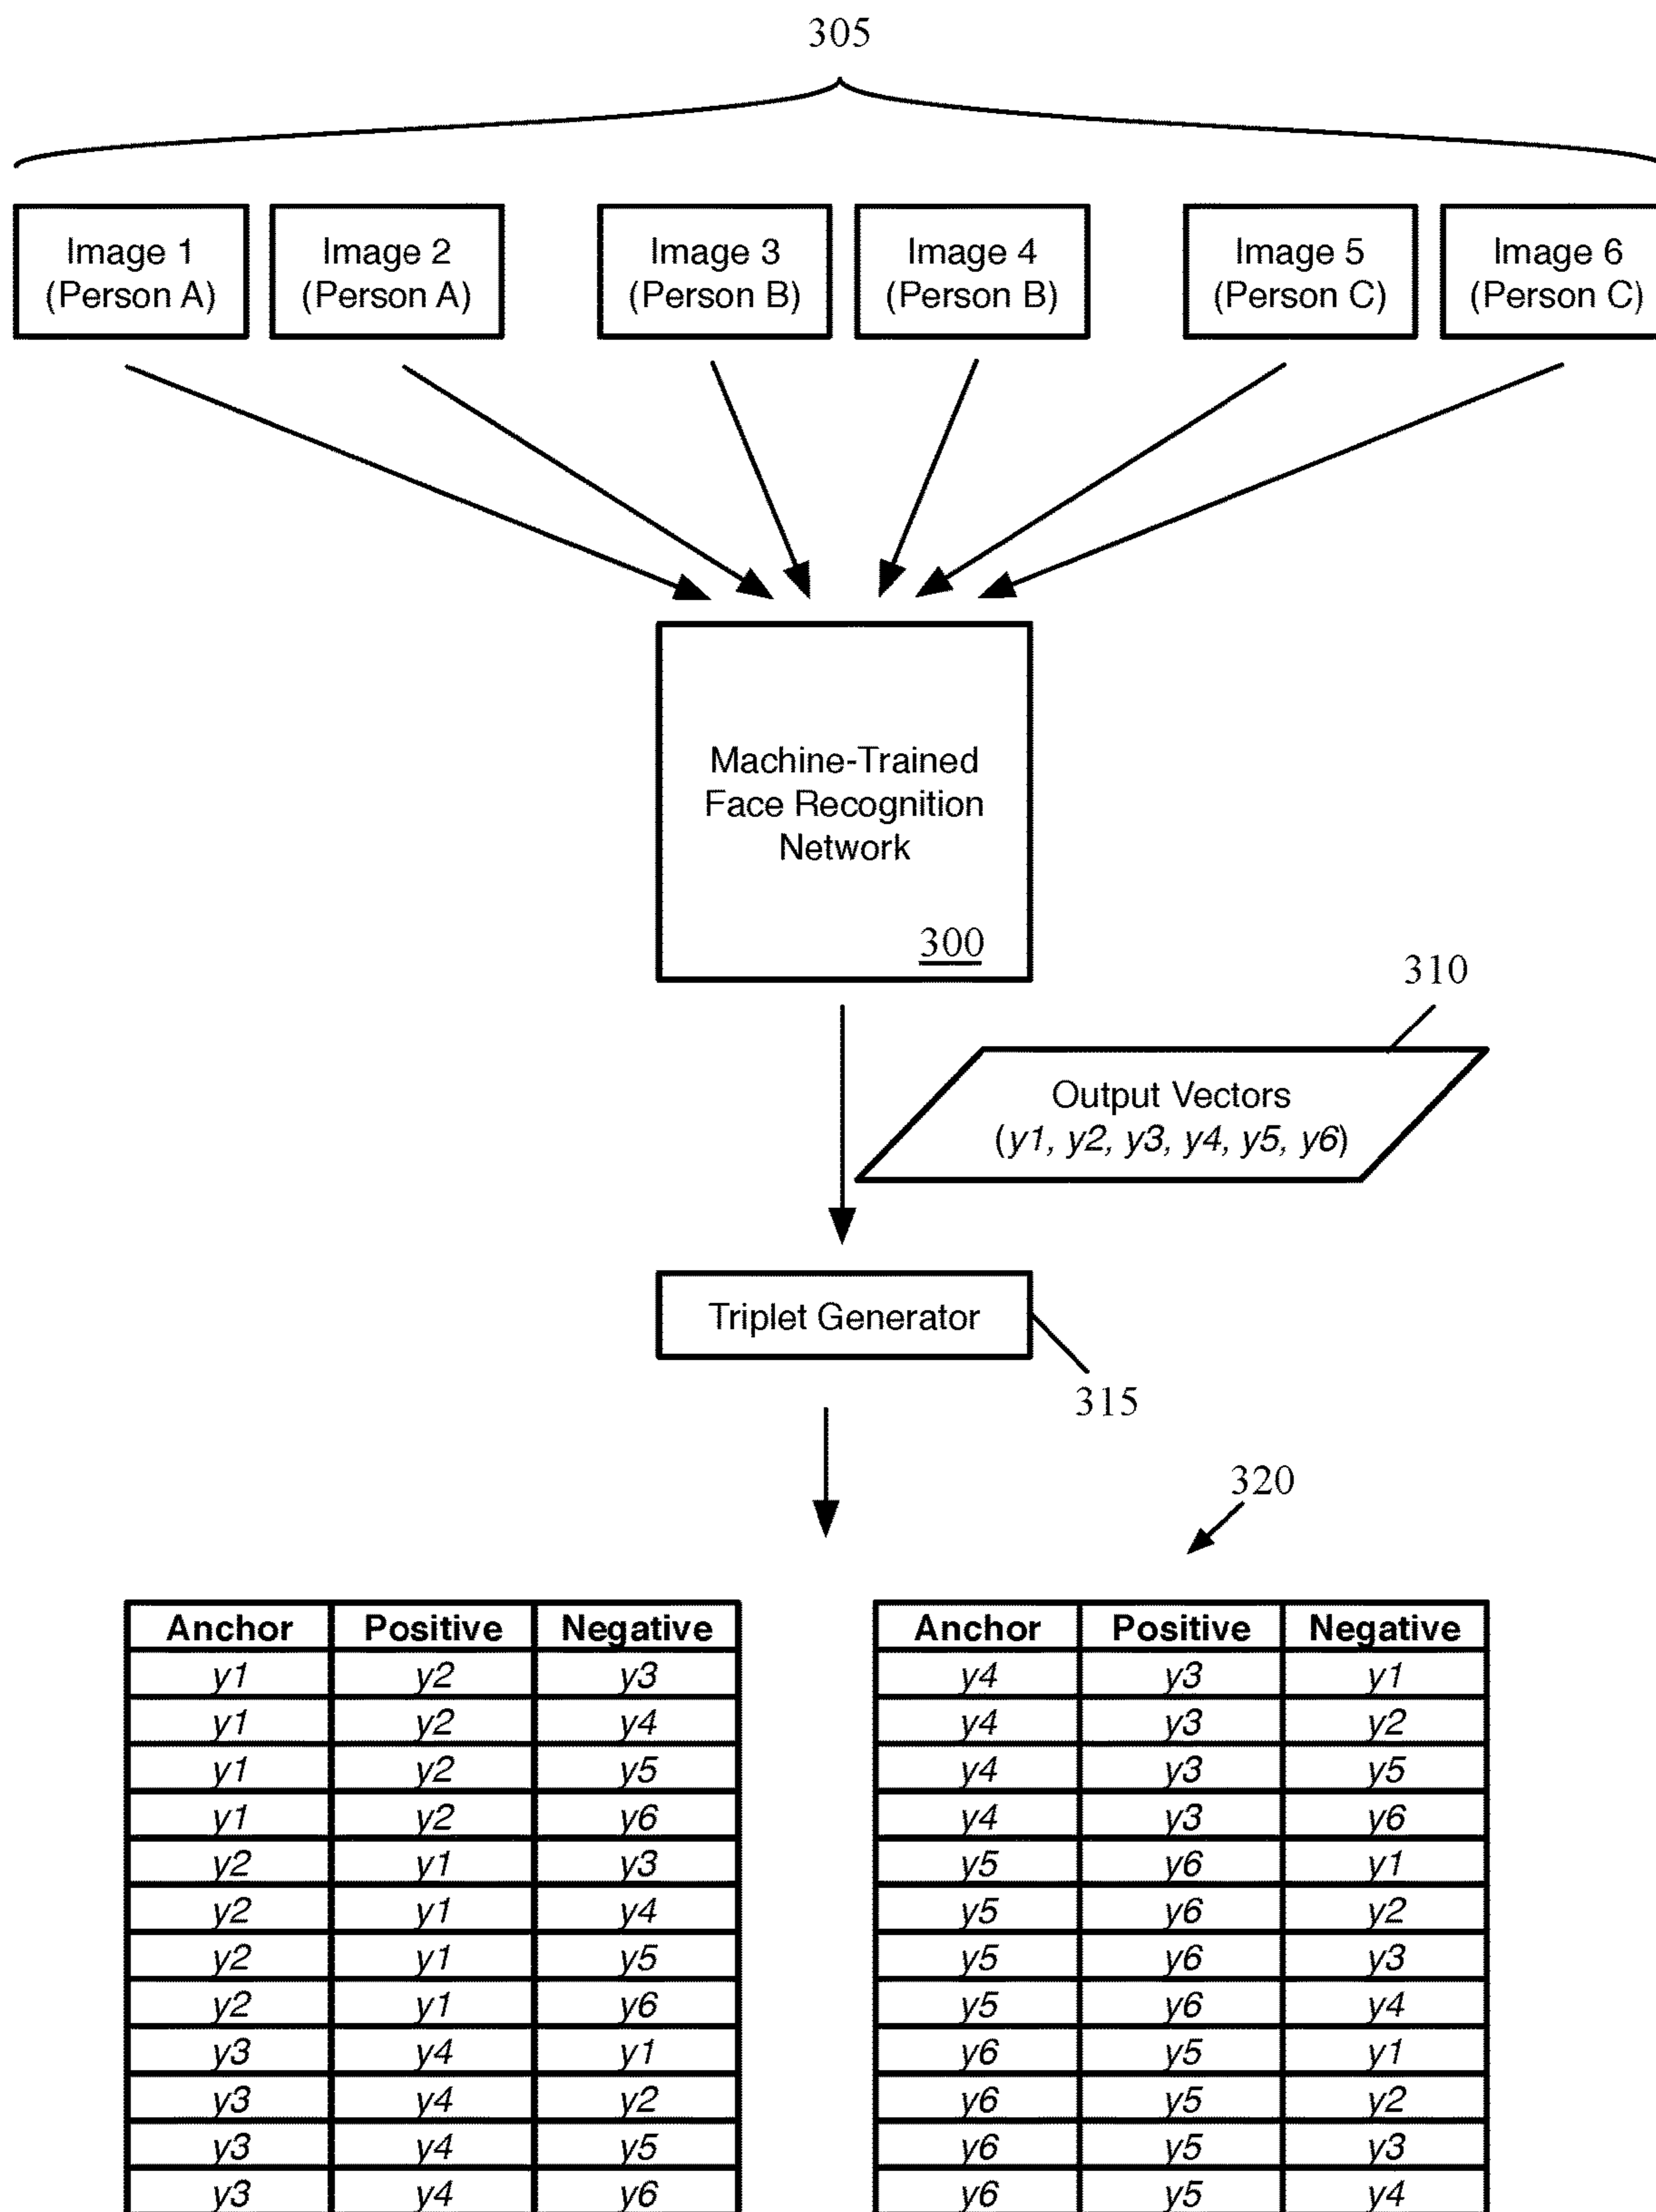 305
Image 1
(Person A)
Image 2
(Person A)
Image 3
(Person B)
Image 4
(Person B)
Image 5
(Person C)
Image 6
(Person C)
Machine-Trained
Face Recognition
Network
300
310
Output Vectors
(y1, y2, y3, y4, y5, y6)
Triplet Generator
315
320
Anchor Positive Negative
y1 y2 y3
y1 y2 y4
y1 y2 y5
y1 y2 y6
y2 y1 y3
y2 y1 y4
y2 y1 y5
y2 y1 y6
y3 y4 y1
y3 y4 y2
y3 y4 y5
y3 y4 y6
Anchor Positive Negative
y4 y3 y1
y4 y3 y2
y4 y3 y5
y4 y3 y6
y5 y6 y1
y5 y6 y2
y5 y6 y3
y5 y6 y4
y6 y5 y1
y6 y5 y2
y6 y5 y3
y6 y5 y4